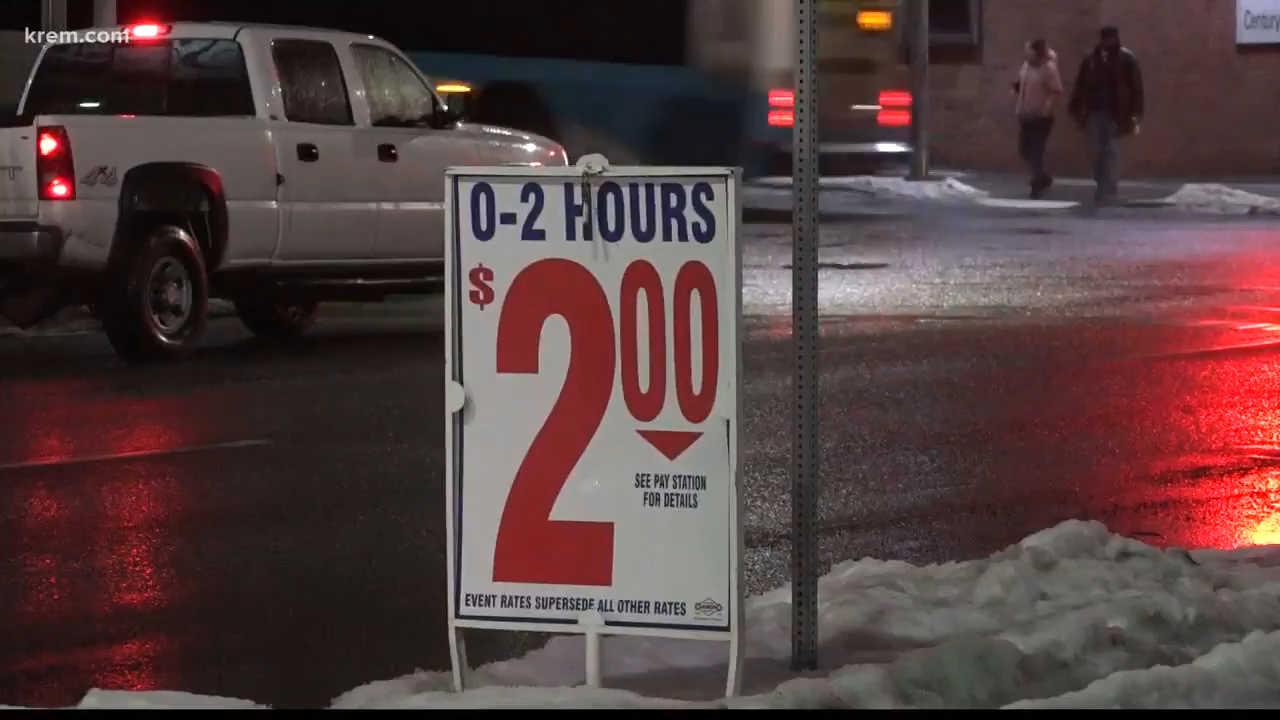 krem.com
Century
4x4
T
0-2 HOURS
$2.00
SEE PAY STATION
FOR DETAILS
EVENT RATES SUPERSEDE ALL OTHER RATES